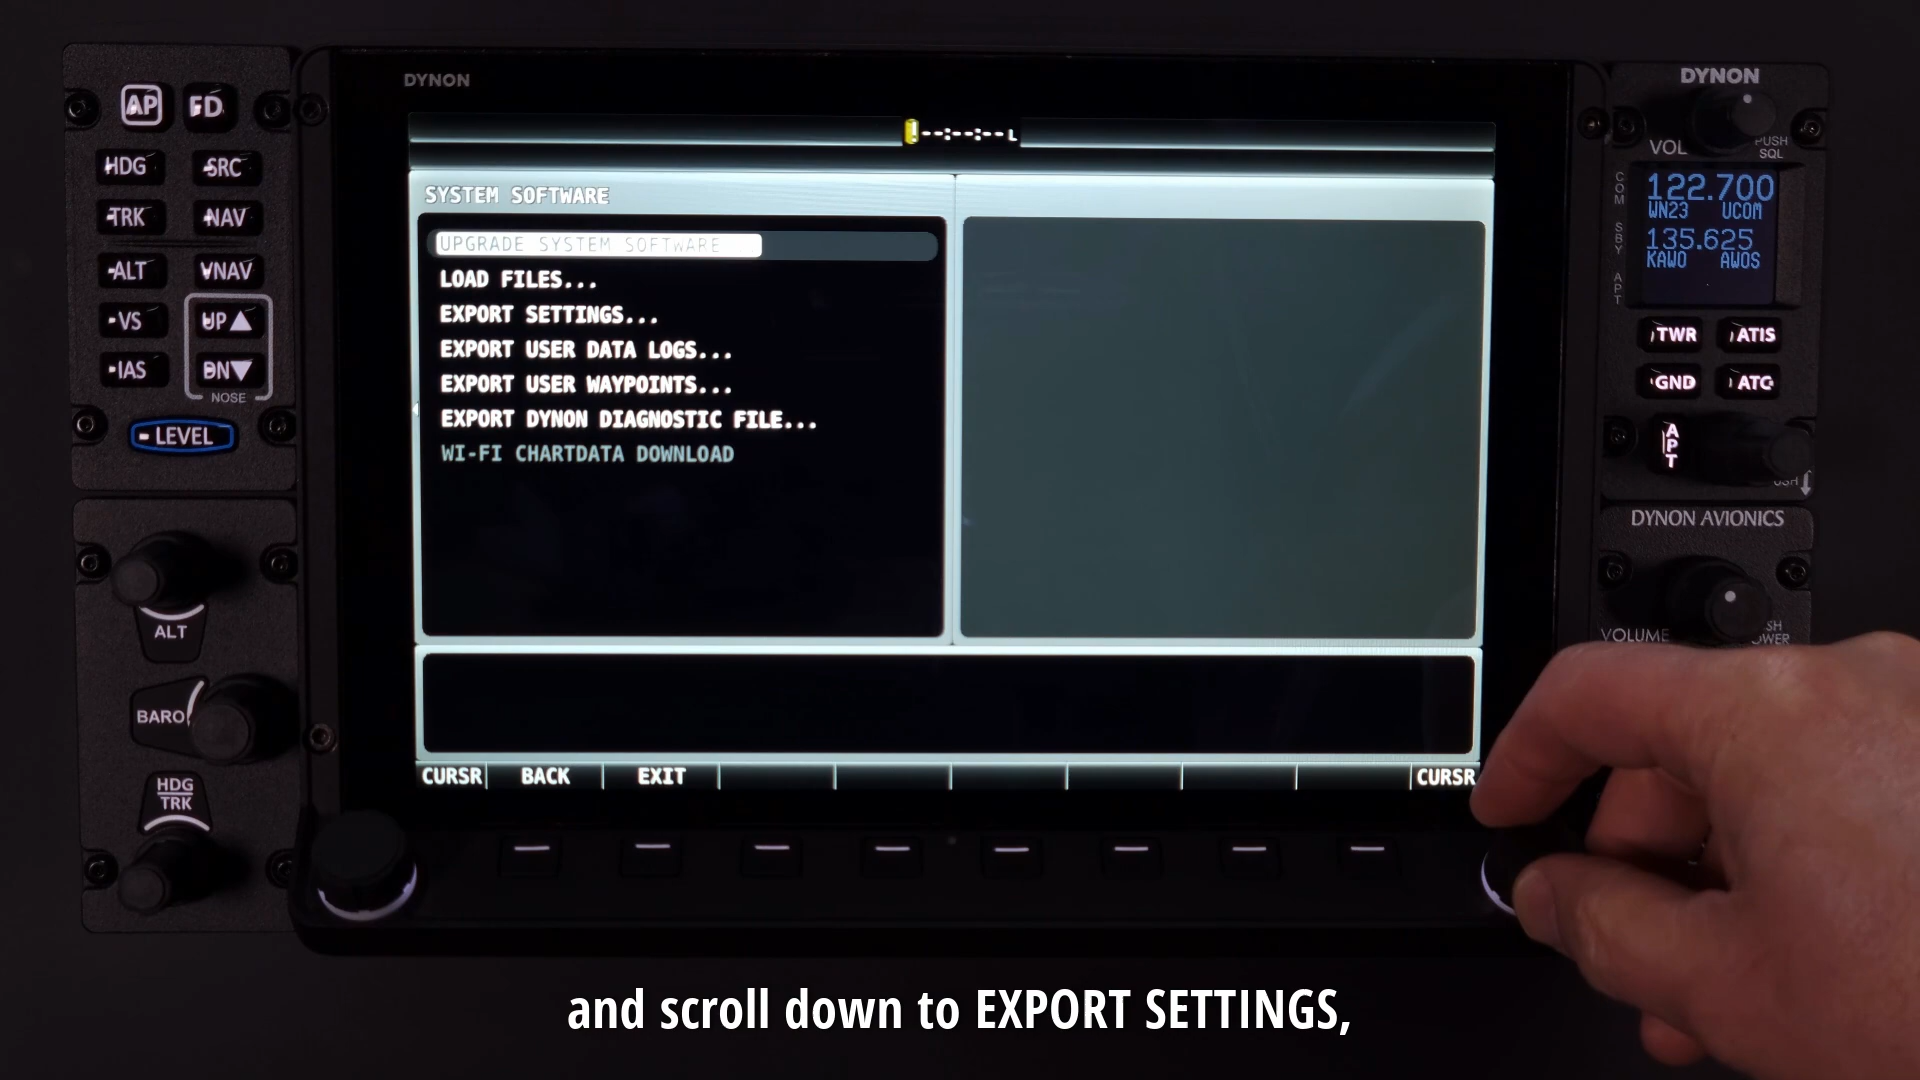 DYNON
AP
FD
HDG
SRC
TRK
NAV
ALT
VNAV
VS
UP▲
IAS
DN▼
NOSE
LEVEL
ALT
BARO
HDG
TRK
--:--:-- L
SYSTEM SOFTWARE
UPGRADE SYSTEM SOFTWARE
LOAD FILES...
EXPORT SETTINGS...
EXPORT USER DATA LOGS...
EXPORT USER WAYPOINTS...
EXPORT DYNON DIAGNOSTIC FILE...
WI-FI CHARTDATA DOWNLOAD
CURSR
BACK
EXIT
CURSR
DYNON
VOL
PUSH
SQL
COM
SBY
APT
122.700
WN23 UCOM
135.625
KAWO AWOS
TWR
ATIS
GND
ATC
APT
DYNON AVIONICS
VOLUME
and scroll down to EXPORT SETTINGS,